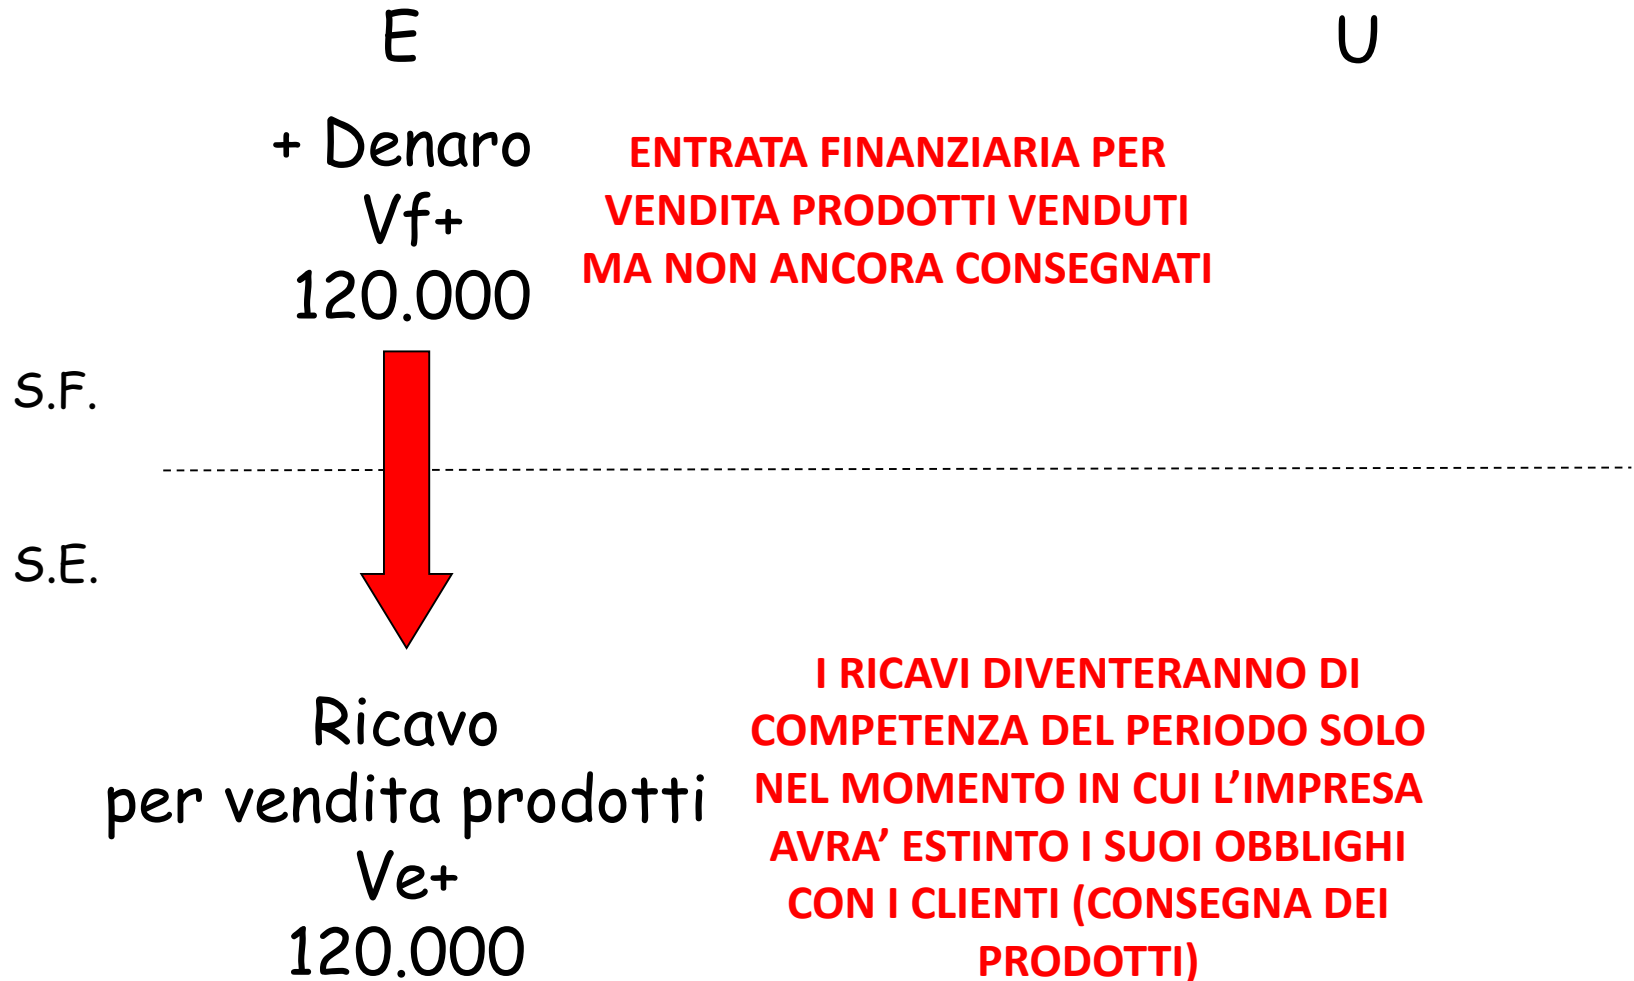 E
U
+ Denaro
Vf+
120.000
ENTRATA FINANZIARIA PER
VENDITA PRODOTTI VENDUTI
MA NON ANCORA CONSEGNATI
S.F.
S.E.
Ricavo
per vendita prodotti
Ve+
120.000
I RICAVI DIVENTERANNO DI
COMPETENZA DEL PERIODO SOLO
NEL MOMENTO IN CUI L’IMPRESA
AVRA’ ESTINTO I SUOI OBBLIGHI
CON I CLIENTI (CONSEGNA DEI
PRODOTTI)